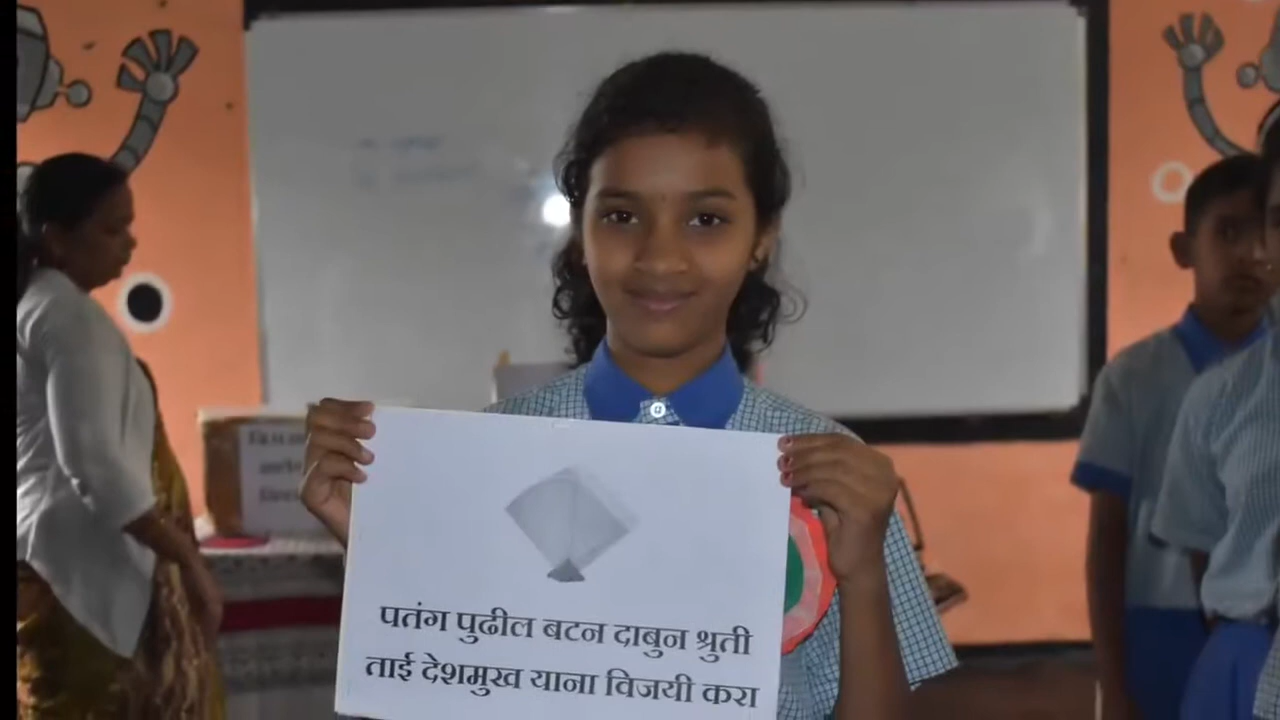 पतंग पुढील बटन दाबुन श्रुती
ताई देशमुख याना विजयी करा